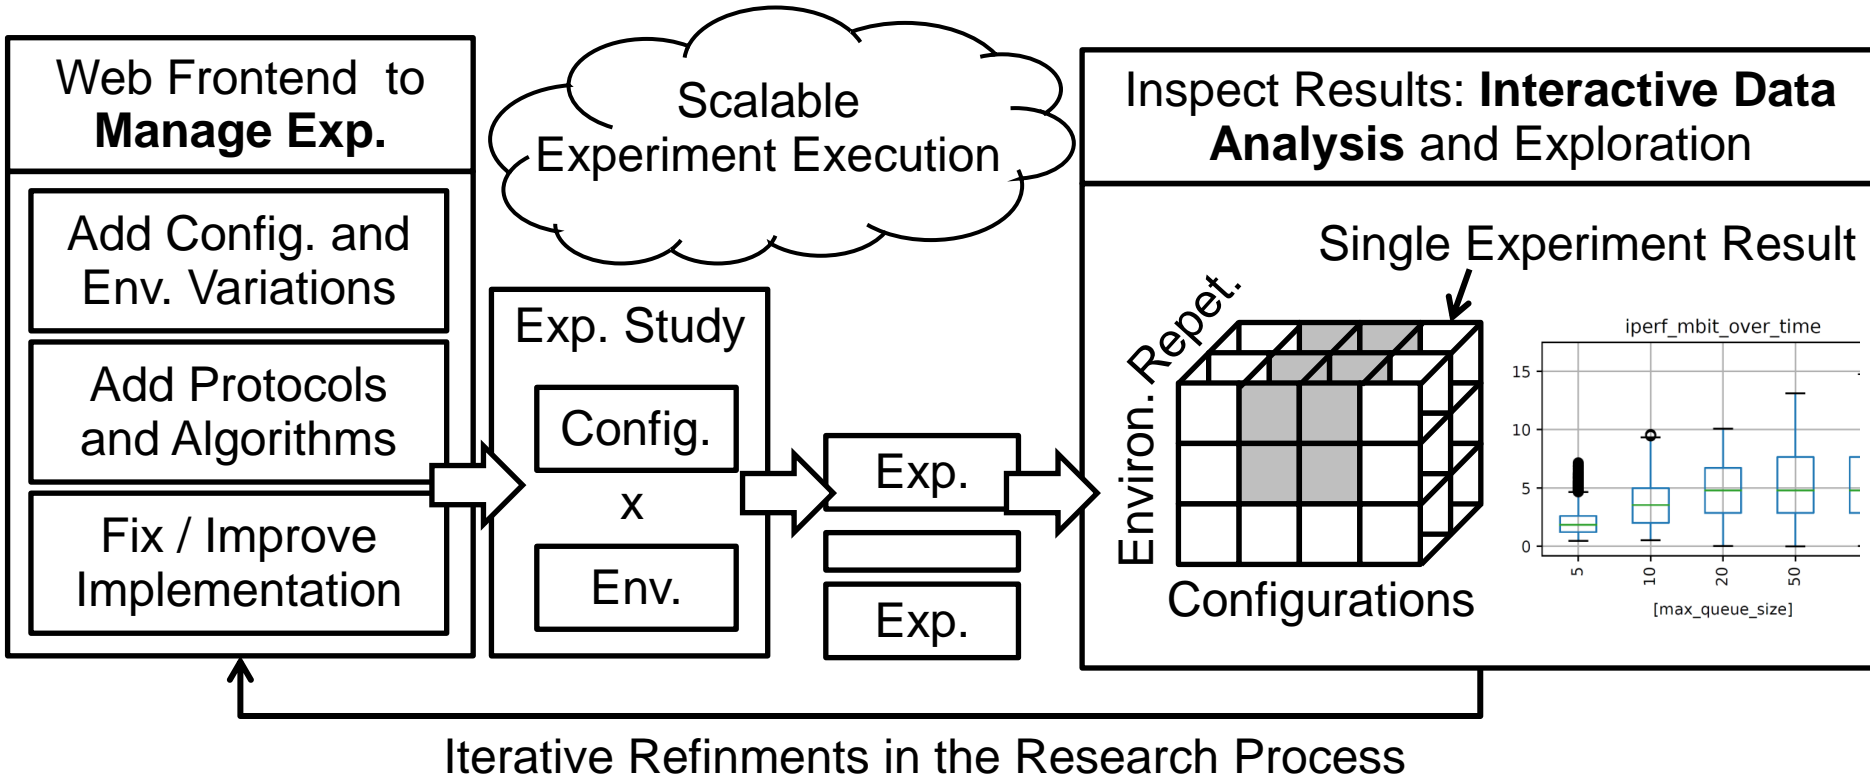 Web Frontend to
Manage Exp.
Add Config. and
Env. Variations
Add Protocols
and Algorithms
Fix / Improve
Implementation
Scalable
Experiment Execution
Exp. Study
Config.
x
Env.
Exp.
Exp.
Inspect Results: Interactive Data
Analysis and Exploration
Single Experiment Result
Repet.
Environ.
Configurations
iperf_mbit_over_time
15
10
5
0
5
10
20
50
[max_queue_size]
Iterative Refinments in the Research Process